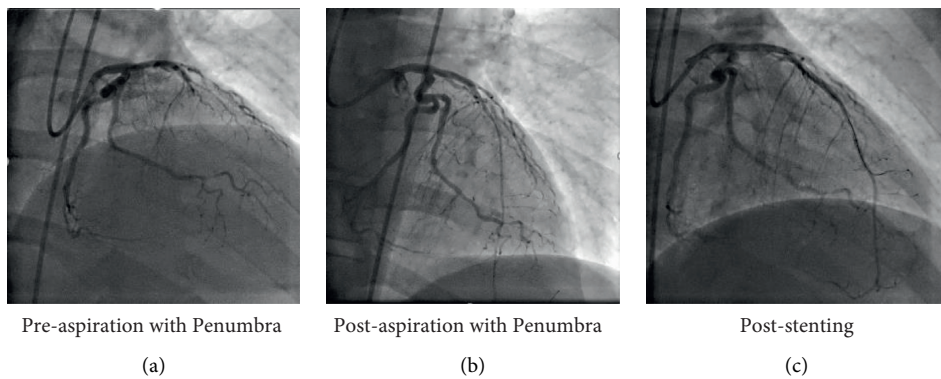 Pre-aspiration with Penumbra
Post-aspiration with Penumbra
Post-stenting
(a)
(b)
(c)